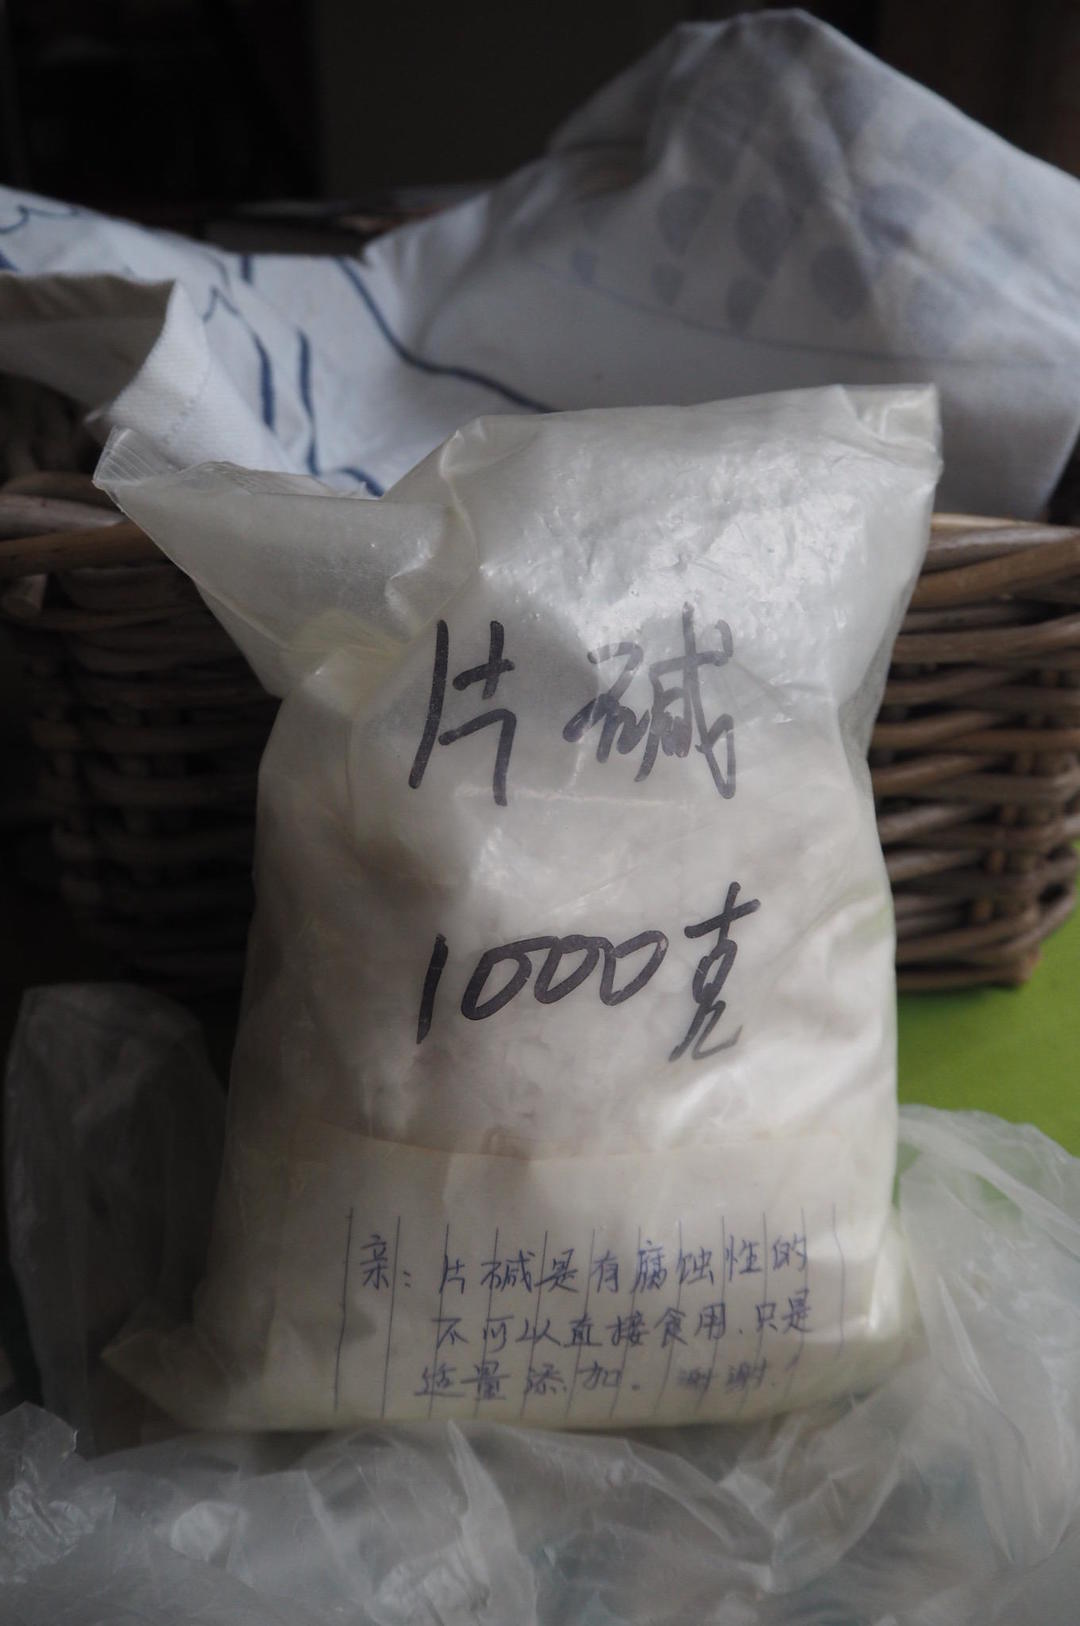 片碱
1000克
亲：片碱是有腐蚀性的
不可以直接食用.只是
适量添加。谢谢！